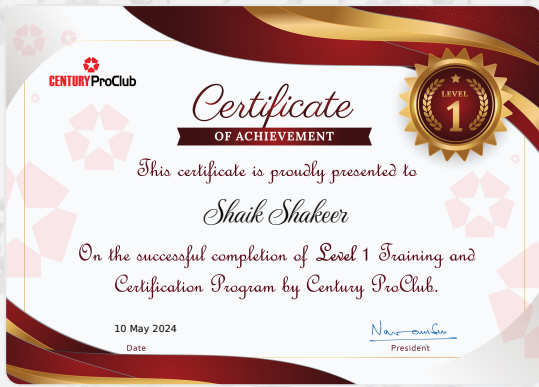 CENTURY ProClub
LEVEL
1
Certificate
OF ACHIEVEMENT
This certificate is proudly presented to
Shaik Shakeer
On the successful completion of Level 1 Training and
Certification Program by Century ProClub.
10 May 2024
Date
President